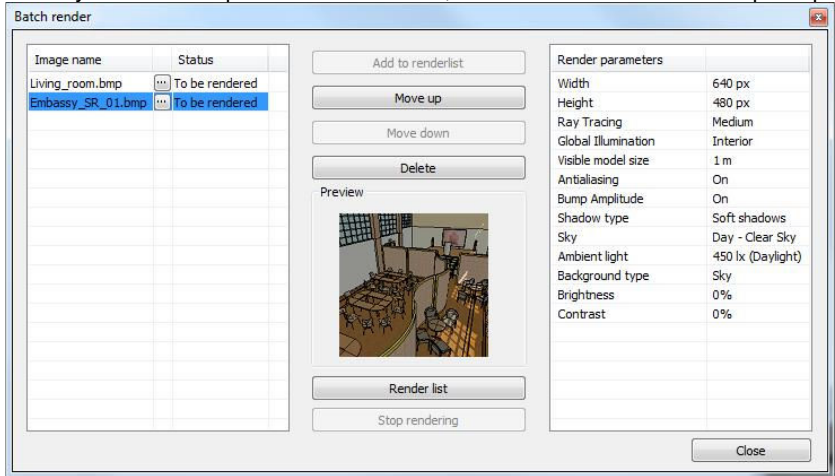 Batch render
Image name Status
Living_room.bmp ... To be rendered
Embassy_SR_01.bmp ... To be rendered
Add to renderlist
Move up
Move down
Delete
Preview
Render list
Stop rendering
Render parameters
Width 640 px
Height 480 px
Ray Tracing Medium
Global Illumination Interior
Visible model size 1 m
Antialiasing On
Bump Amplitude On
Shadow type Soft shadows
Sky Day - Clear Sky
Ambient light 450 lx (Daylight)
Background type Sky
Brightness 0%
Contrast 0%
Close